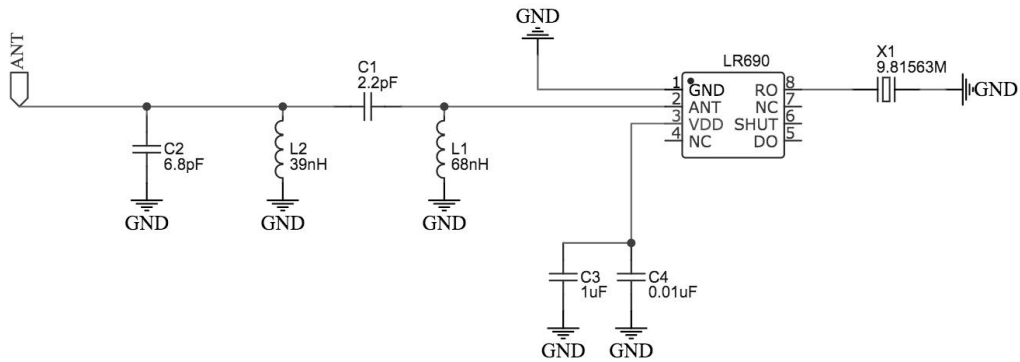 ANT
GND
C1
2.2pF
LR690
X1
9.81563M
1 GND RO 8
2 ANT NC 7
3 VDD SHUT 6
4 NC DO 5
GND
C2
6.8pF
L2
39nH
L1
68nH
GND
GND
GND
C3
1uF
C4
0.01uF
GND
GND